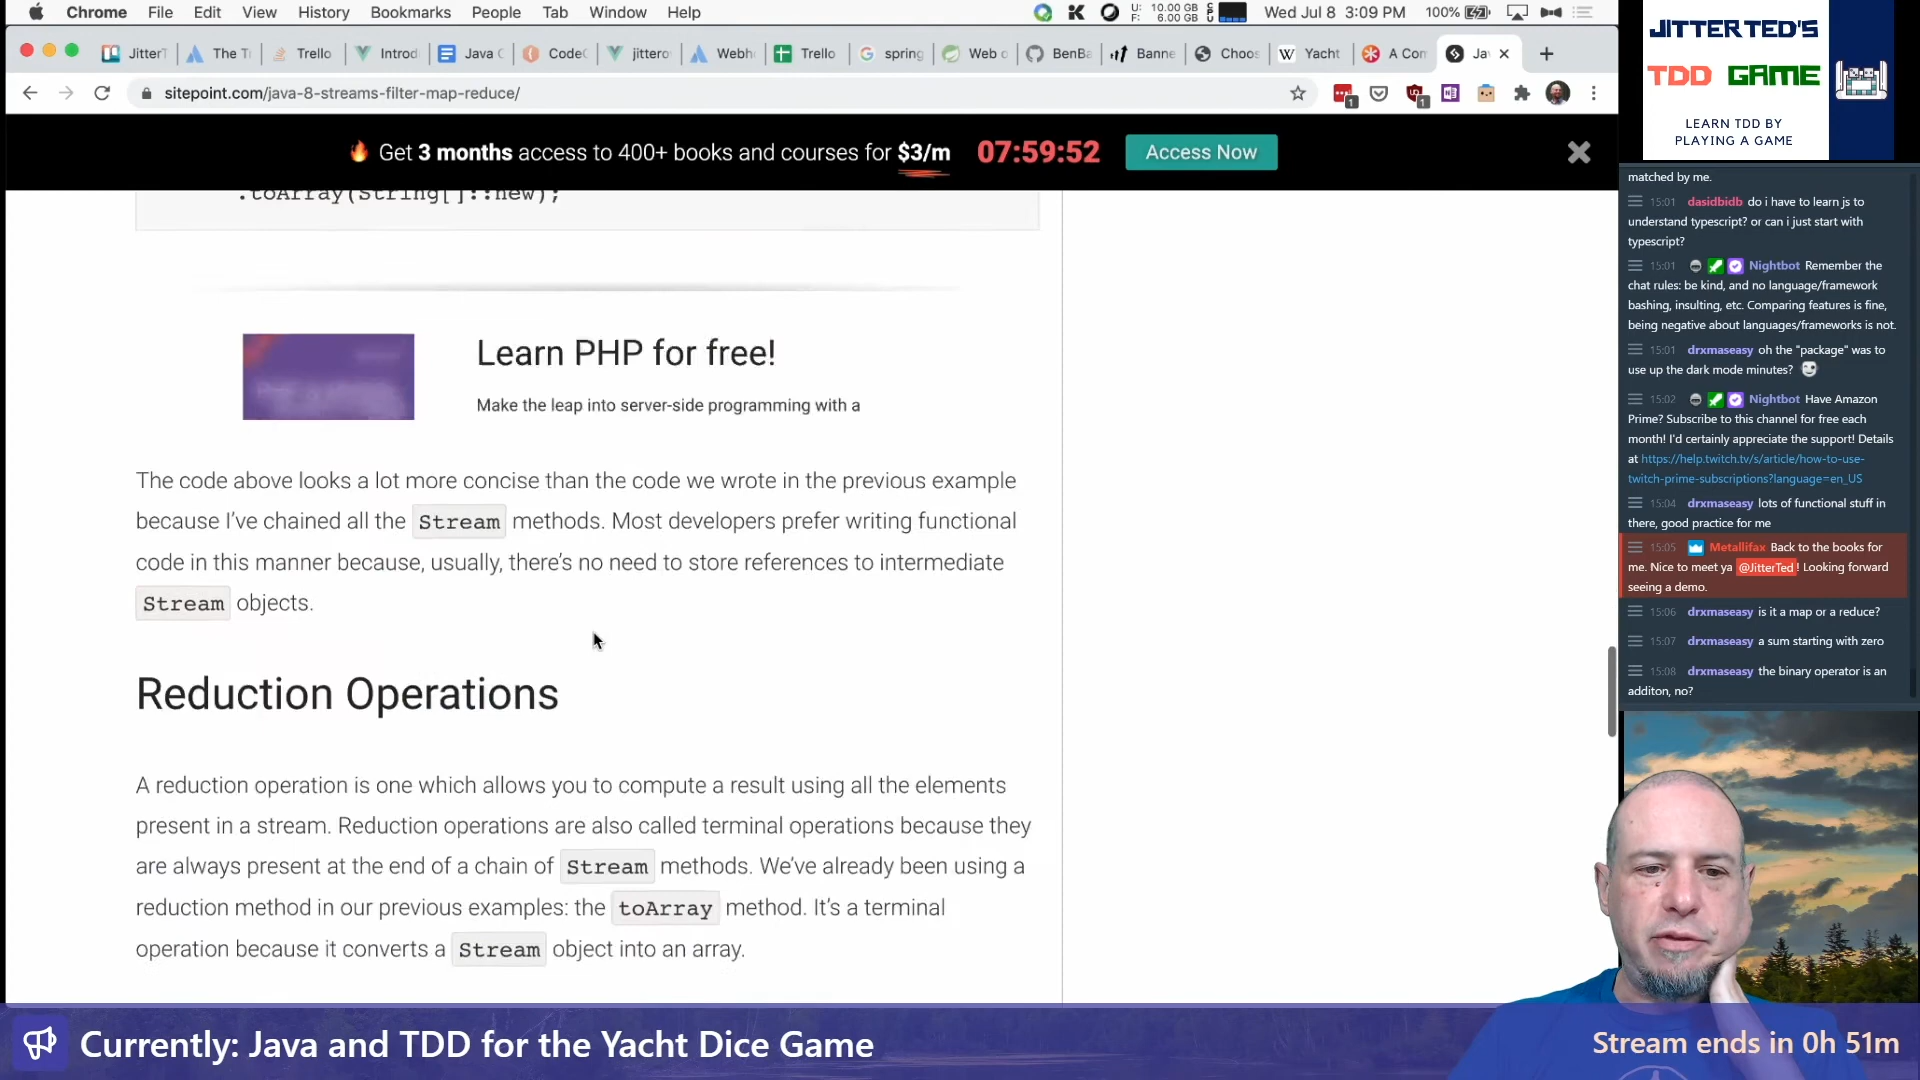 Chrome File Edit View History Bookmarks People Tab Window Help
U: 10.00 GB
F: 6.00 GB
CPU
Wed Jul 8 3:09 PM 100%
JitterT The T Trello Introd Java C Code jittero Webh Trello spring Web o BenBa Banne Choos Yacht A Con Ja
sitepoint.com/java-8-streams-filter-map-reduce/
Get 3 months access to 400+ books and courses for $3/m 07:59:52 Access Now
.toArray(String[]::new);
Learn PHP for free!
Make the leap into server-side programming with a
The code above looks a lot more concise than the code we wrote in the previous example
because I've chained all the Stream methods. Most developers prefer writing functional
code in this manner because, usually, there's no need to store references to intermediate
Stream objects.
Reduction Operations
A reduction operation is one which allows you to compute a result using all the elements
present in a stream. Reduction operations are also called terminal operations because they
are always present at the end of a chain of Stream methods. We've already been using a
reduction method in our previous examples: the toArray method. It's a terminal
operation because it converts a Stream object into an array.
JITTERTED'S
TDD GAME
LEARN TDD BY
PLAYING A GAME
matched by me.
15:01 dasidbidb do i have to learn js to
understand typescript? or can i just start with
typescript?
15:01 Nightbot Remember the
chat rules: be kind, and no language/framework
bashing, insulting, etc. Comparing features is fine,
being negative about languages/frameworks is not.
15:01 drxmaseasy oh the "package" was to
use up the dark mode minutes?
15:02 Nightbot Have Amazon
Prime? Subscribe to this channel for free each
month! I'd certainly appreciate the support! Details
at https://help.twitch.tv/s/article/how-to-use-
twitch-prime-subscriptions?language=en_US
15:04 drxmaseasy lots of functional stuff in
there, good practice for me
15:05 Metallifax Back to the books for
me. Nice to meet ya @JitterTed! Looking forward
seeing a demo.
15:06 drxmaseasy is it a map or a reduce?
15:07 drxmaseasy a sum starting with zero
15:08 drxmaseasy the binary operator is an
additon, no?
Currently: Java and TDD for the Yacht Dice Game
Stream ends in 0h 51m